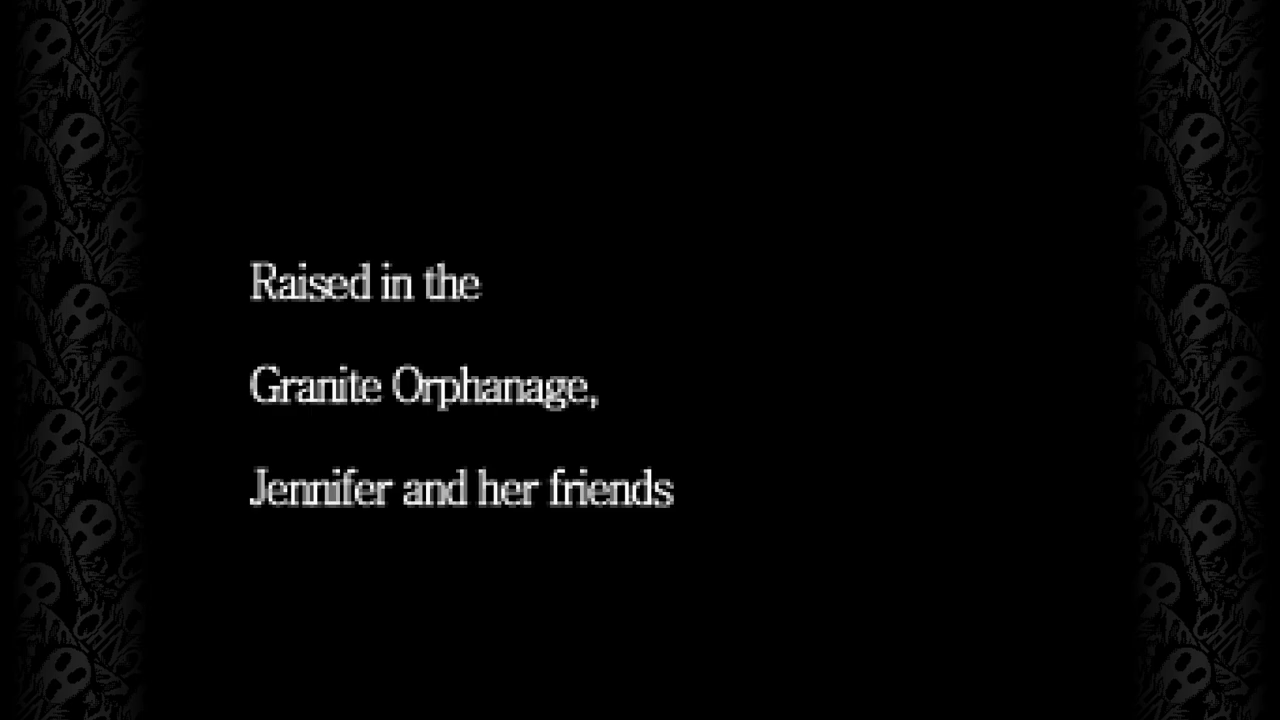 Raised in the
Granite Orphanage,
Jennifer and her friends